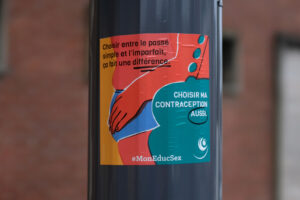 Choisir entre le passé
simple et l'imparfait,
ça fait une différence.
CHOISIR MA
CONTRACEPTION
AUSSI.
#MonEducSex